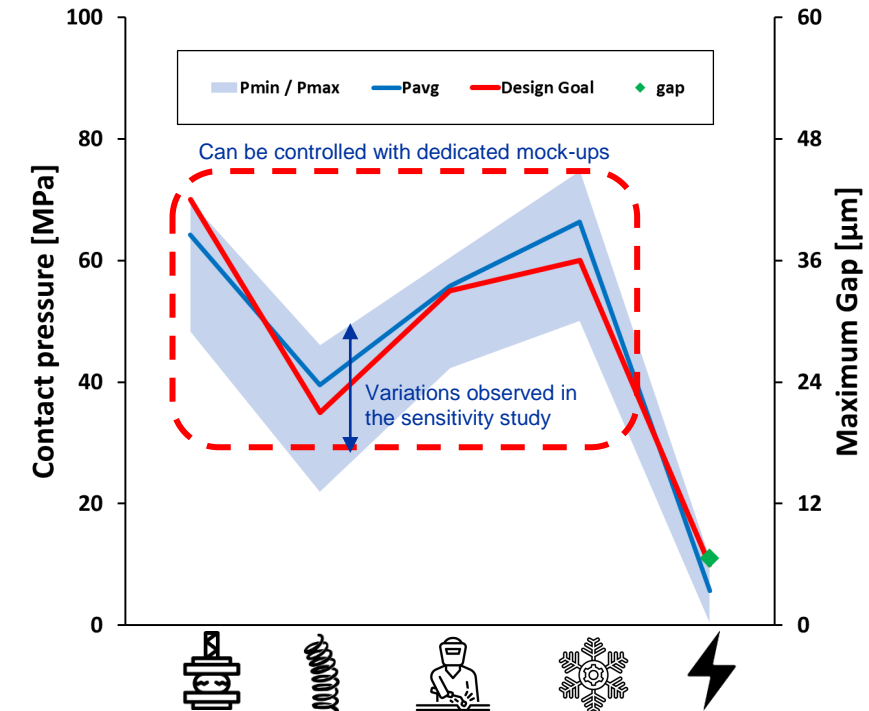 100
60
Pmin / Pmax
Pavg
Design Goal
gap
80
48
Can be controlled with dedicated mock-ups
Contact pressure [MPa]
60
36
Maximum Gap [µm]
40
24
Variations observed in
the sensitivity study
20
12
0
0